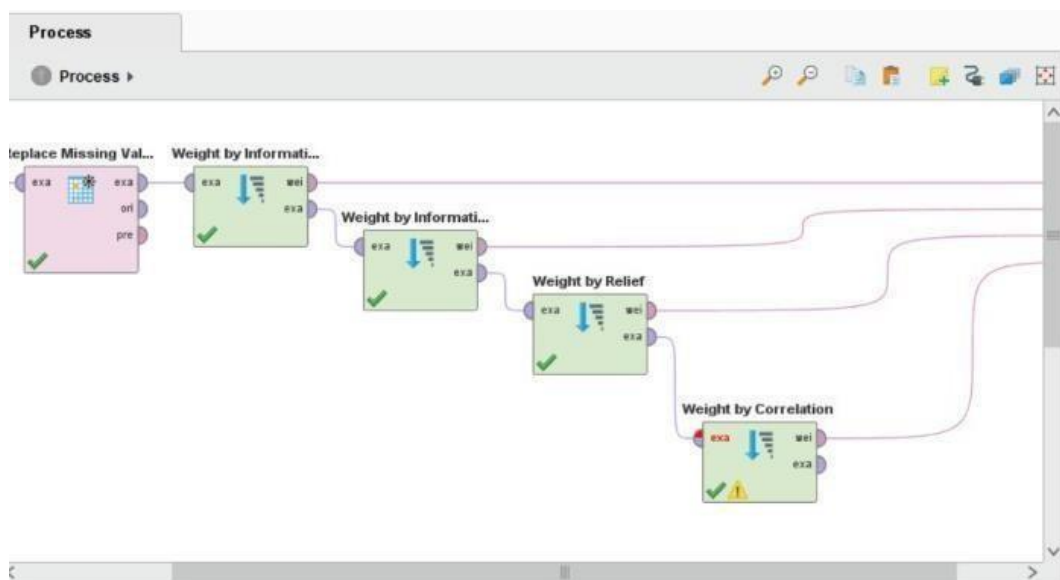 Process
Process
eplace Missing Val...
exa
exa
ori
pre
Weight by Informati...
exa
wei
exa
Weight by Informati...
exa
wei
exa
Weight by Relief
exa
wei
exa
Weight by Correlation
exa
wei
exa